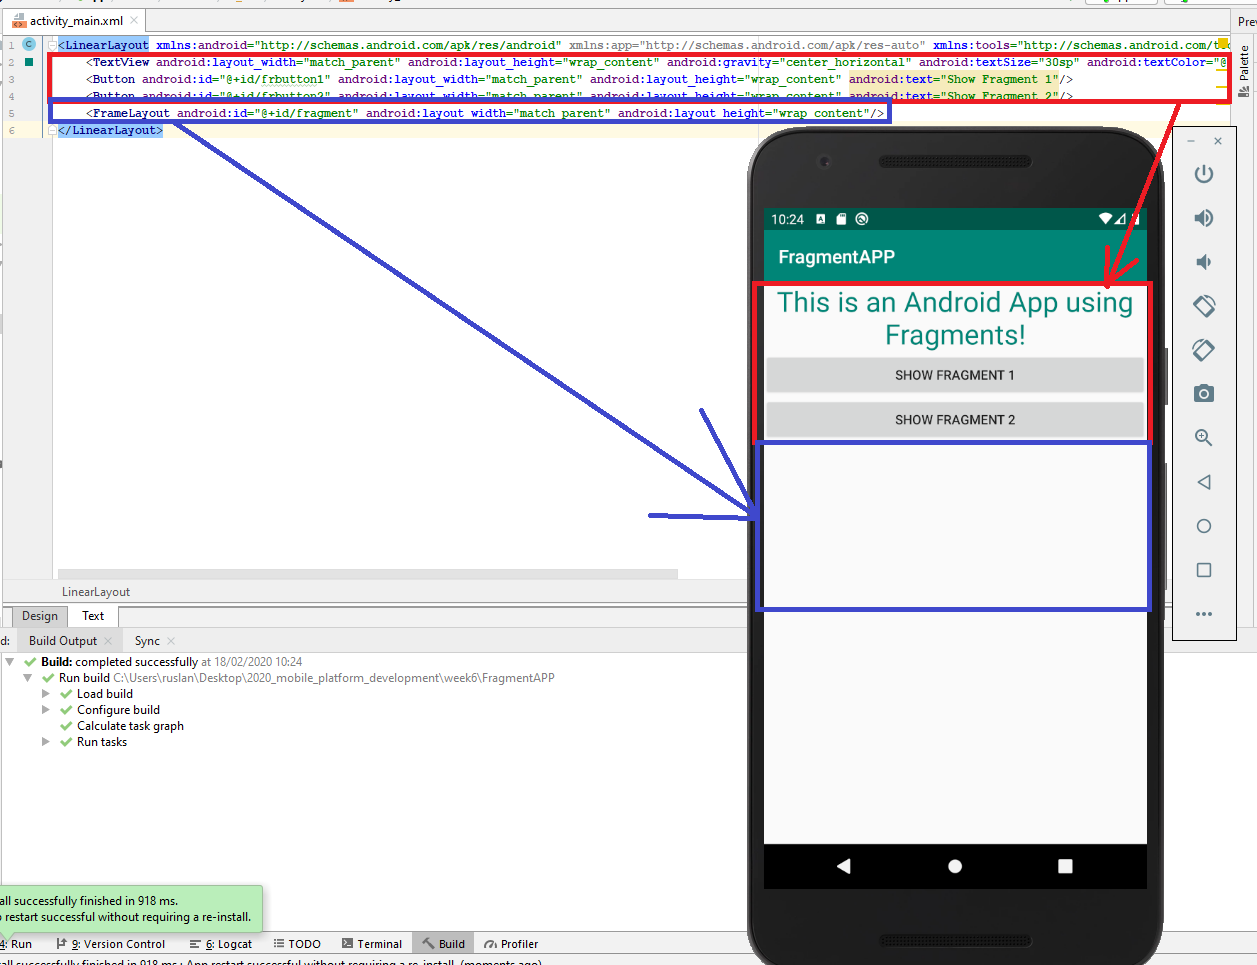 activity_main.xml
Prev
1 <LinearLayout xmlns:android="http://schemas.android.com/apk/res/android" xmlns:app="http://schemas.android.com/apk/res-auto" xmlns:tools="http://schemas.android.com/to
2 <TextView android:layout_width="match_parent" android:layout_height="wrap_content" android:gravity="center_horizontal" android:textSize="30sp" android:textColor="@
3 <Button android:id="@+id/frbutton1" android:layout_width="match_parent" android:layout_height="wrap_content" android:text="Show Fragment 1"/>
4 <Button android:id="@+id/frbutton2" android:layout_width="match_parent" android:layout_height="wrap_content" android:text="Show Fragment 2"/>
5 <FrameLayout android:id="@+id/fragment" android:layout_width="match_parent" android:layout_height="wrap_content"/>
6 </LinearLayout>
Palette
10:24
FragmentAPP
This is an Android App using
Fragments!
SHOW FRAGMENT 1
SHOW FRAGMENT 2
LinearLayout
Design Text
d: Build Output Sync
Build: completed successfully at 18/02/2020 10:24
Run build C:\Users\ruslan\Desktop\2020_mobile_platform_development\week6\FragmentAPP
Load build
Configure build
Calculate task graph
Run tasks
all successfully finished in 918 ms.
restart successful without requiring a re-install.
4: Run 9: Version Control 6: Logcat TODO Terminal Build Profiler
all successfully finished in 918 ms.: App restart successful without requiring a re-install. (moments ago)